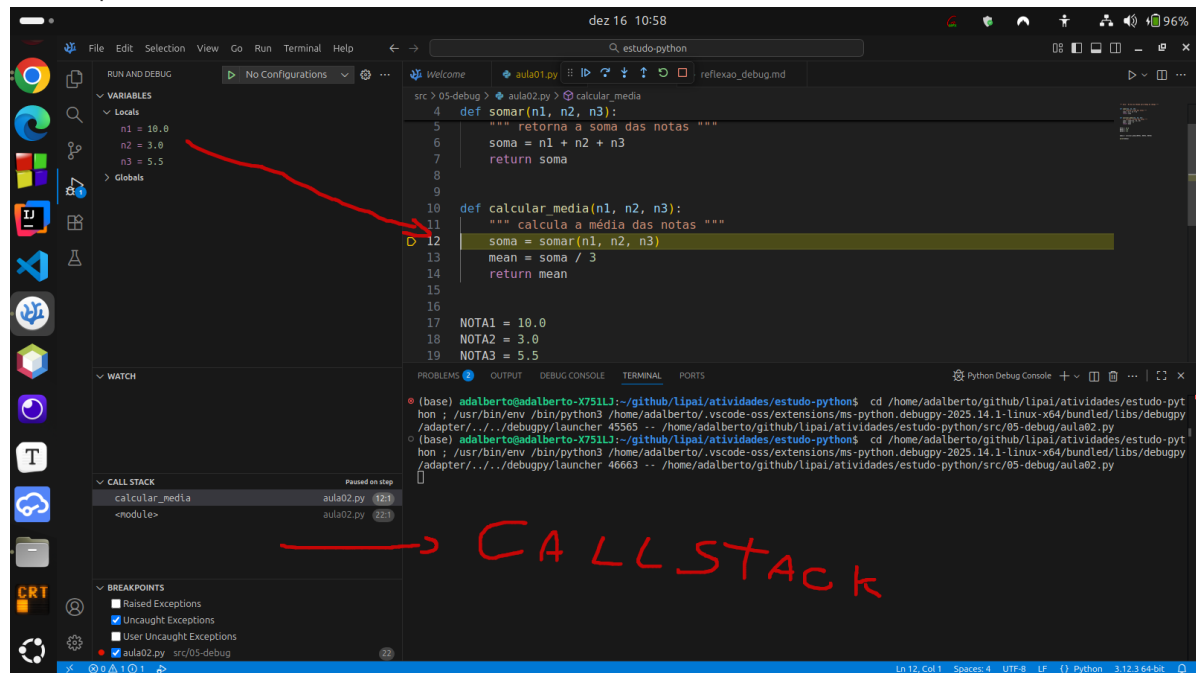 dez 16 10:58
96%
File Edit Selection View Go Run Terminal Help
estudo-python
RUN AND DEBUG
No Configurations
Welcome
aula01.py
reflexao_debug.md
VARIABLES
Locals
n1 = 10.0
n2 = 3.0
n3 = 5.5
Globals
src > 05-debug > aula02.py > calcular_media
4 def somar(n1, n2, n3):
5 """ retorna a soma das notas """
6 soma = n1 + n2 + n3
7 return soma
8
9
10 def calcular_media(n1, n2, n3):
11 """ calcula a média das notas """
12 soma = somar(n1, n2, n3)
13 mean = soma / 3
14 return mean
15
16
17 NOTA1 = 10.0
18 NOTA2 = 3.0
19 NOTA3 = 5.5
WATCH
PROBLEMS 2 OUTPUT DEBUG CONSOLE TERMINAL PORTS
Python Debug Console
(base) adalberto@adalberto-X751LJ:~/github/lipai/atividades/estudo-python$ cd /home/adalberto/github/lipai/atividades/estudo-pyt
hon ; /usr/bin/env /bin/python3 /home/adalberto/.vscode-oss/extensions/ms-python.debugpy-2025.14.1-linux-x64/bundled/libs/debugpy
/adapter/../../debugpy/launcher 45565 -- /home/adalberto/github/lipai/atividades/estudo-python/src/05-debug/aula02.py
(base) adalberto@adalberto-X751LJ:~/github/lipai/atividades/estudo-python$ cd /home/adalberto/github/lipai/atividades/estudo-pyt
hon ; /usr/bin/env /bin/python3 /home/adalberto/.vscode-oss/extensions/ms-python.debugpy-2025.14.1-linux-x64/bundled/libs/debugpy
/adapter/../../debugpy/launcher 46663 -- /home/adalberto/github/lipai/atividades/estudo-python/src/05-debug/aula02.py
CALL STACK
Paused on step
calcular_media aula02.py 12:1
<module> aula02.py 22:1
CALL STACK
BREAKPOINTS
Raised Exceptions
Uncaught Exceptions
User Uncaught Exceptions
aula02.py src/05-debug 22
IJ
T
CRT
1
0 1 1
Ln 12, Col 1 Spaces: 4 UTF-8 LF {} Python 3.12.3 64-bit